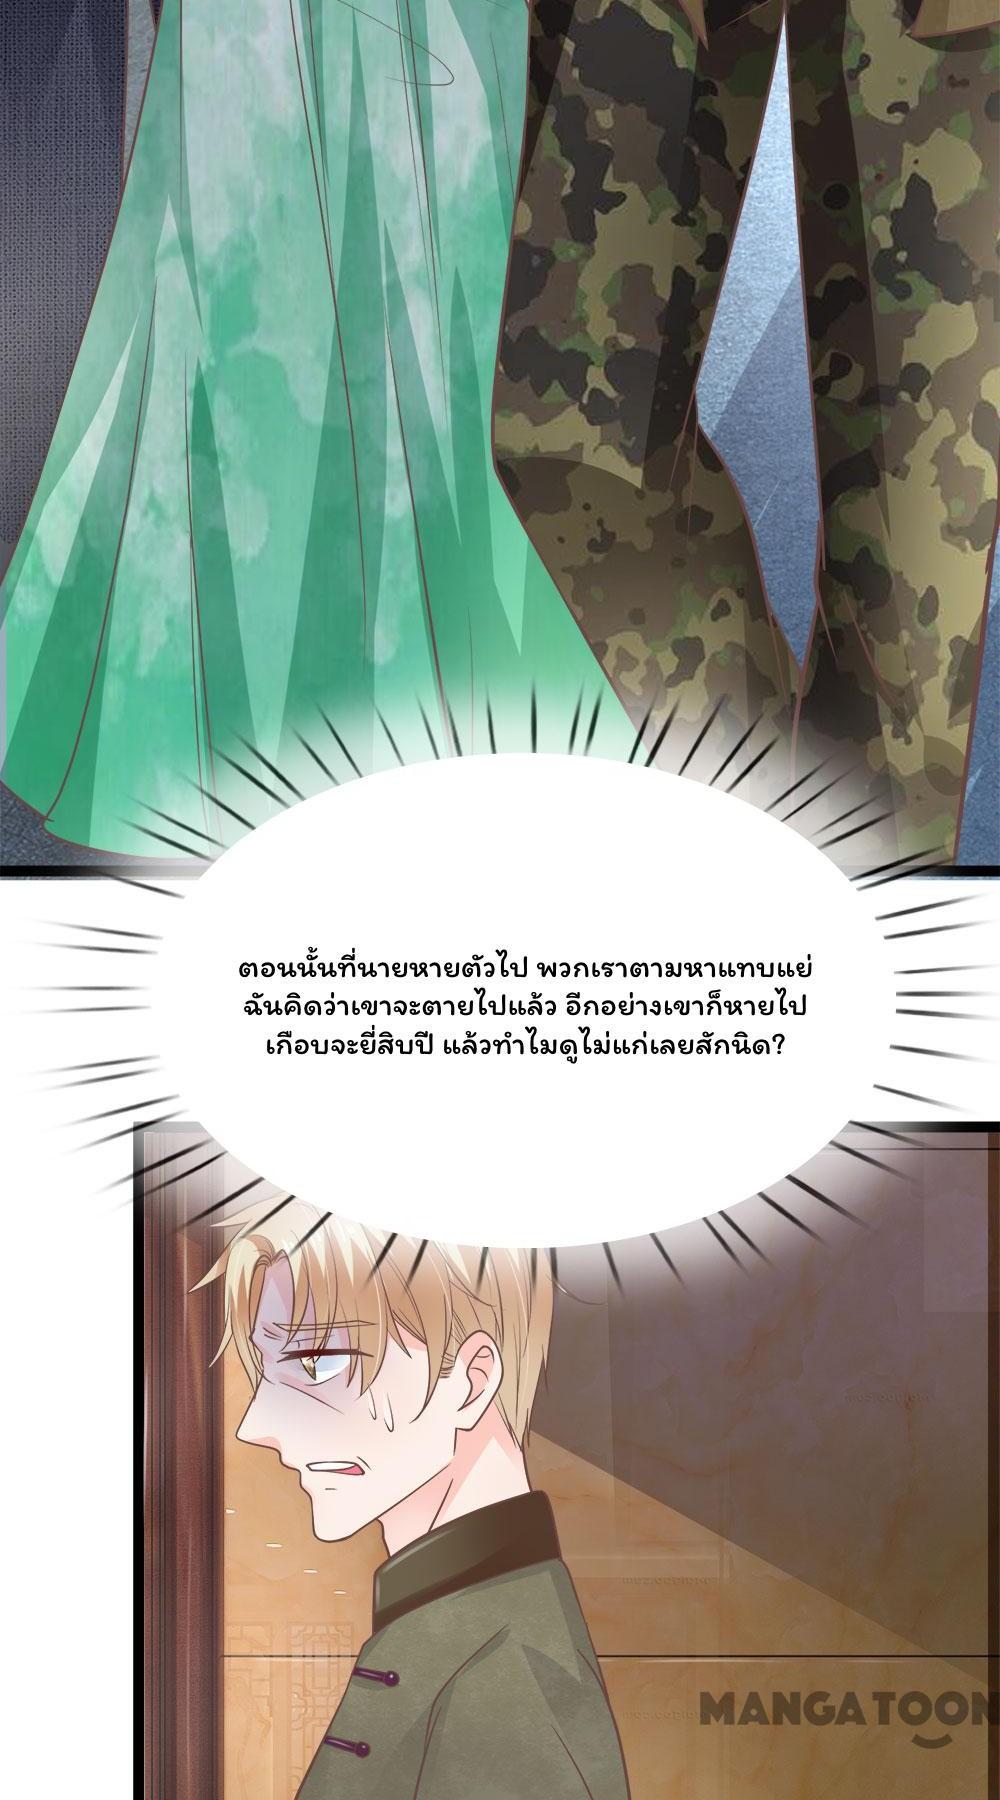 ตอนนั้นที่นายหายตัวไป พวกเราตามหาแทบแย่
ฉันคิดว่าเขาจะตายไปแล้ว อีกอย่างเขาก็หายไป
เกือบจะยี่สิบปี แล้วทำไมดูไม่แก่เลยสักนิด?
MANGATOON